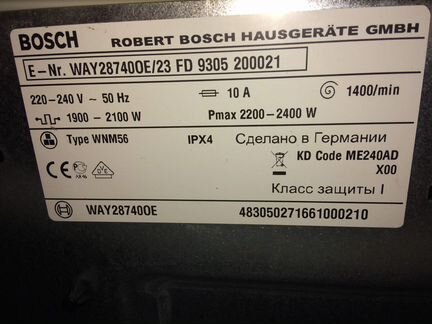 BOSCH ROBERT BOSCH HAUSGERÄTE GMBH
E-Nr. WAY28740OE/23 FD 9305 200021
220-240 V ~ 50 Hz 10 A 1400/min
1900 - 2100 W Pmax 2200-2400 W
Type WNM56 IPX4 Сделано в Германии
KD Code ME240AD
X00
CE
Класс защиты I
WAY28740OE 483050271661000210